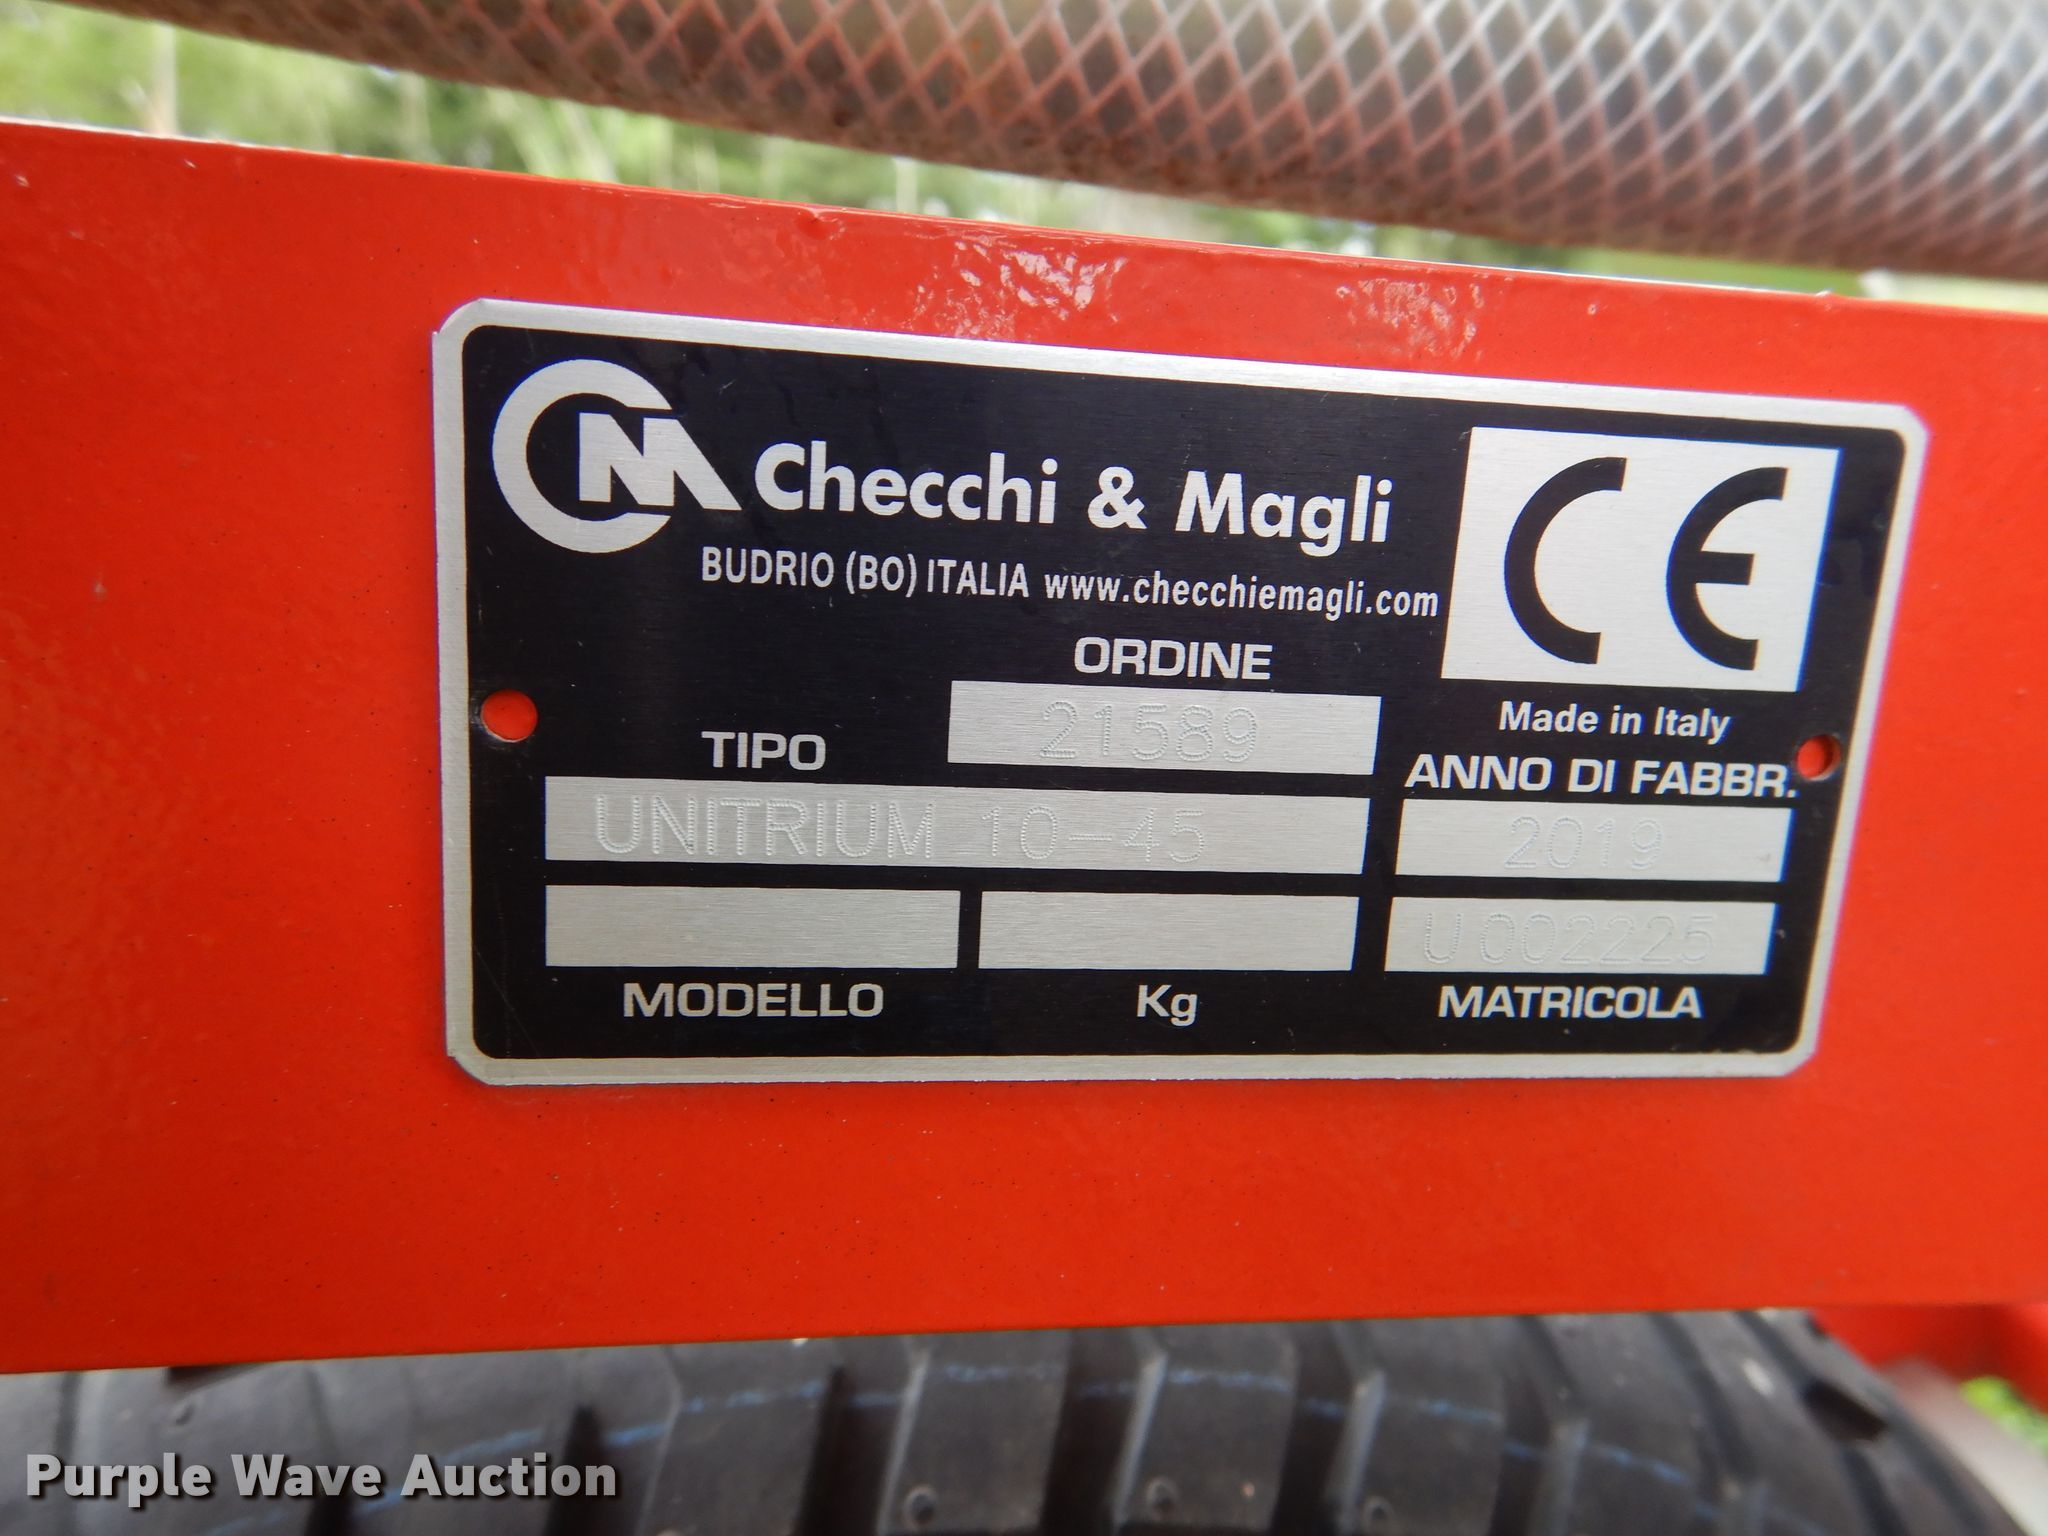 CM Checchi & Magli
BUDRIO (BO) ITALIA www.checchiemagli.com
CE
Made in Italy
ORDINE
21589
TIPO
UNITRIUM 10-45
ANNO DI FABBR.
2019
U 002225
MODELLO Kg MATRICOLA
Purple Wave Auction